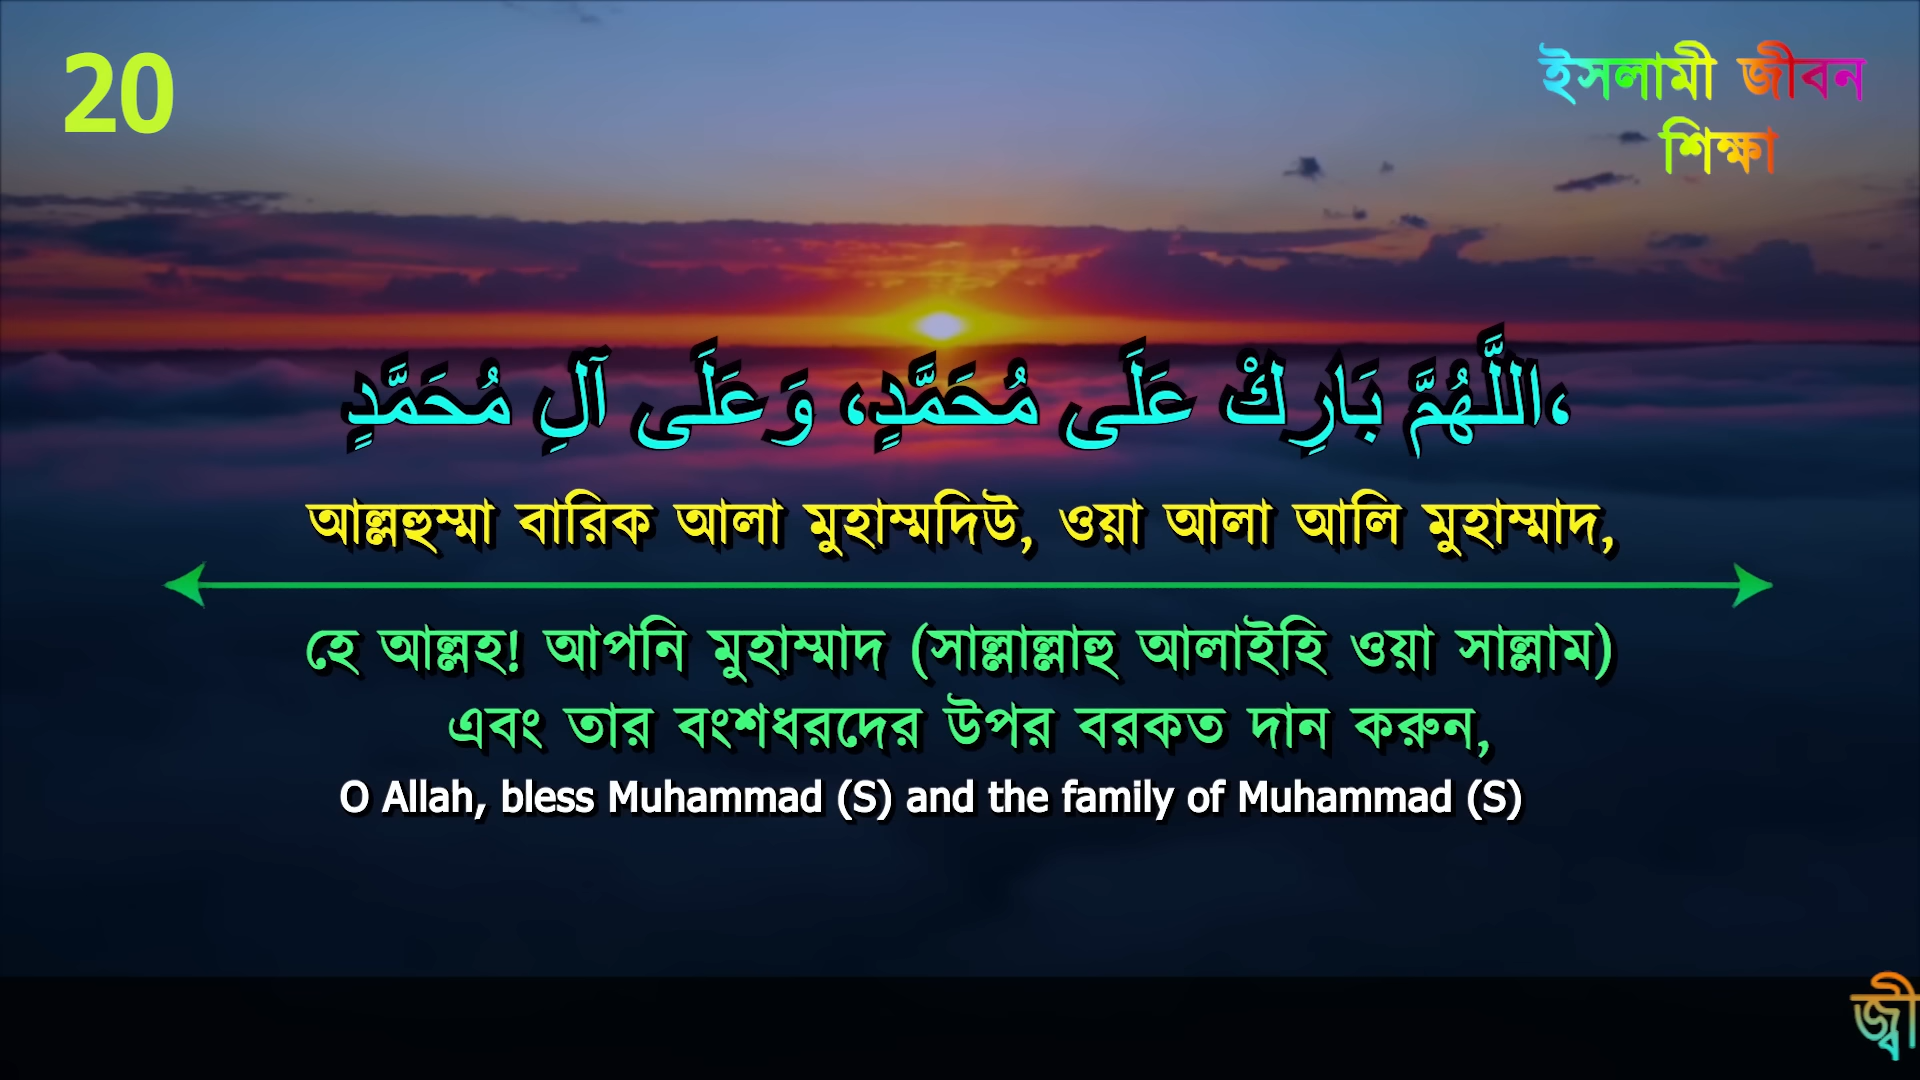 20
ইসলামী জীবন
শিক্ষা
اللَّهُمَّ بَارِكْ عَلَى مُحَمَّدٍ، وَعَلَى آلِ مُحَمَّدٍ،
আল্লহুম্মা বারিক আলা মুহাম্মদিউ, ওয়া আলা আলি মুহাম্মাদ,
হে আল্লহ! আপনি মুহাম্মাদ (সাল্লাল্লাহু আলাইহি ওয়া সাল্লাম)
এবং তার বংশধরদের উপর বরকত দান করুন,
O Allah, bless Muhammad (S) and the family of Muhammad (S)